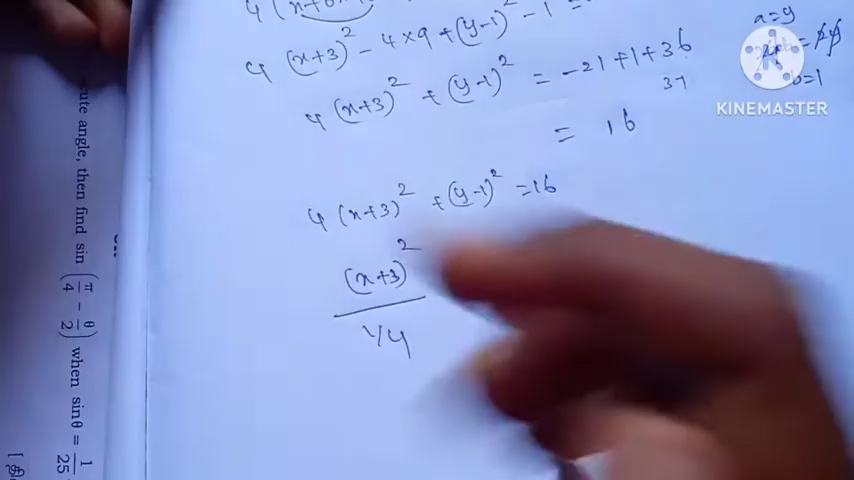 4(x+3)² - 4×9 + (y-1)² - 1 =
4(x+3)² + (y-1)² = -21+1+36
37
= 16
4(x+3)² + (y-1)² = 16
(x+3)²
1/4
a=9
b=1
KINEMASTER
angle, then find sin (π/4 - θ/2) when sinθ = 1/25